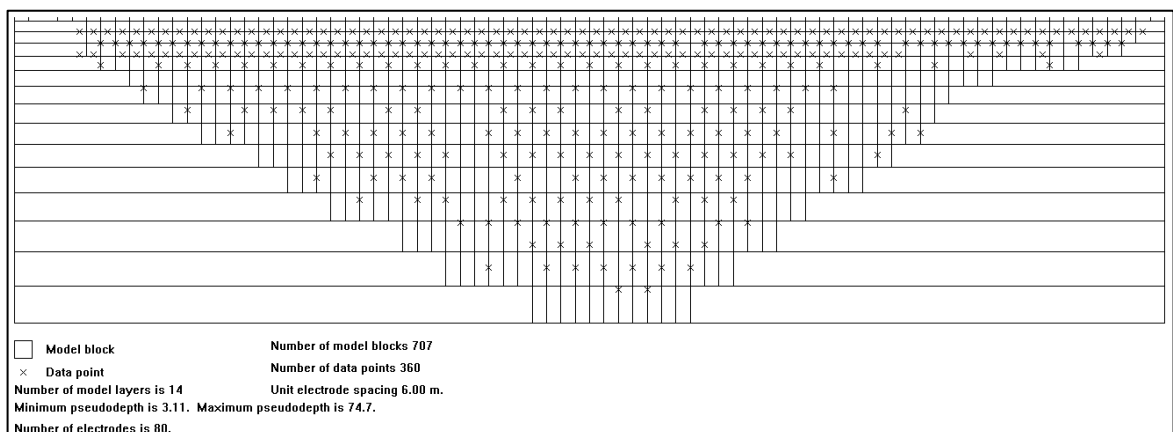 Model block
Number of model blocks 707
Data point
Number of data points 360
Number of model layers is 14
Unit electrode spacing 6.00 m.
Minimum pseudodepth is 3.11. Maximum pseudodepth is 74.7.
Number of electrodes is 80.